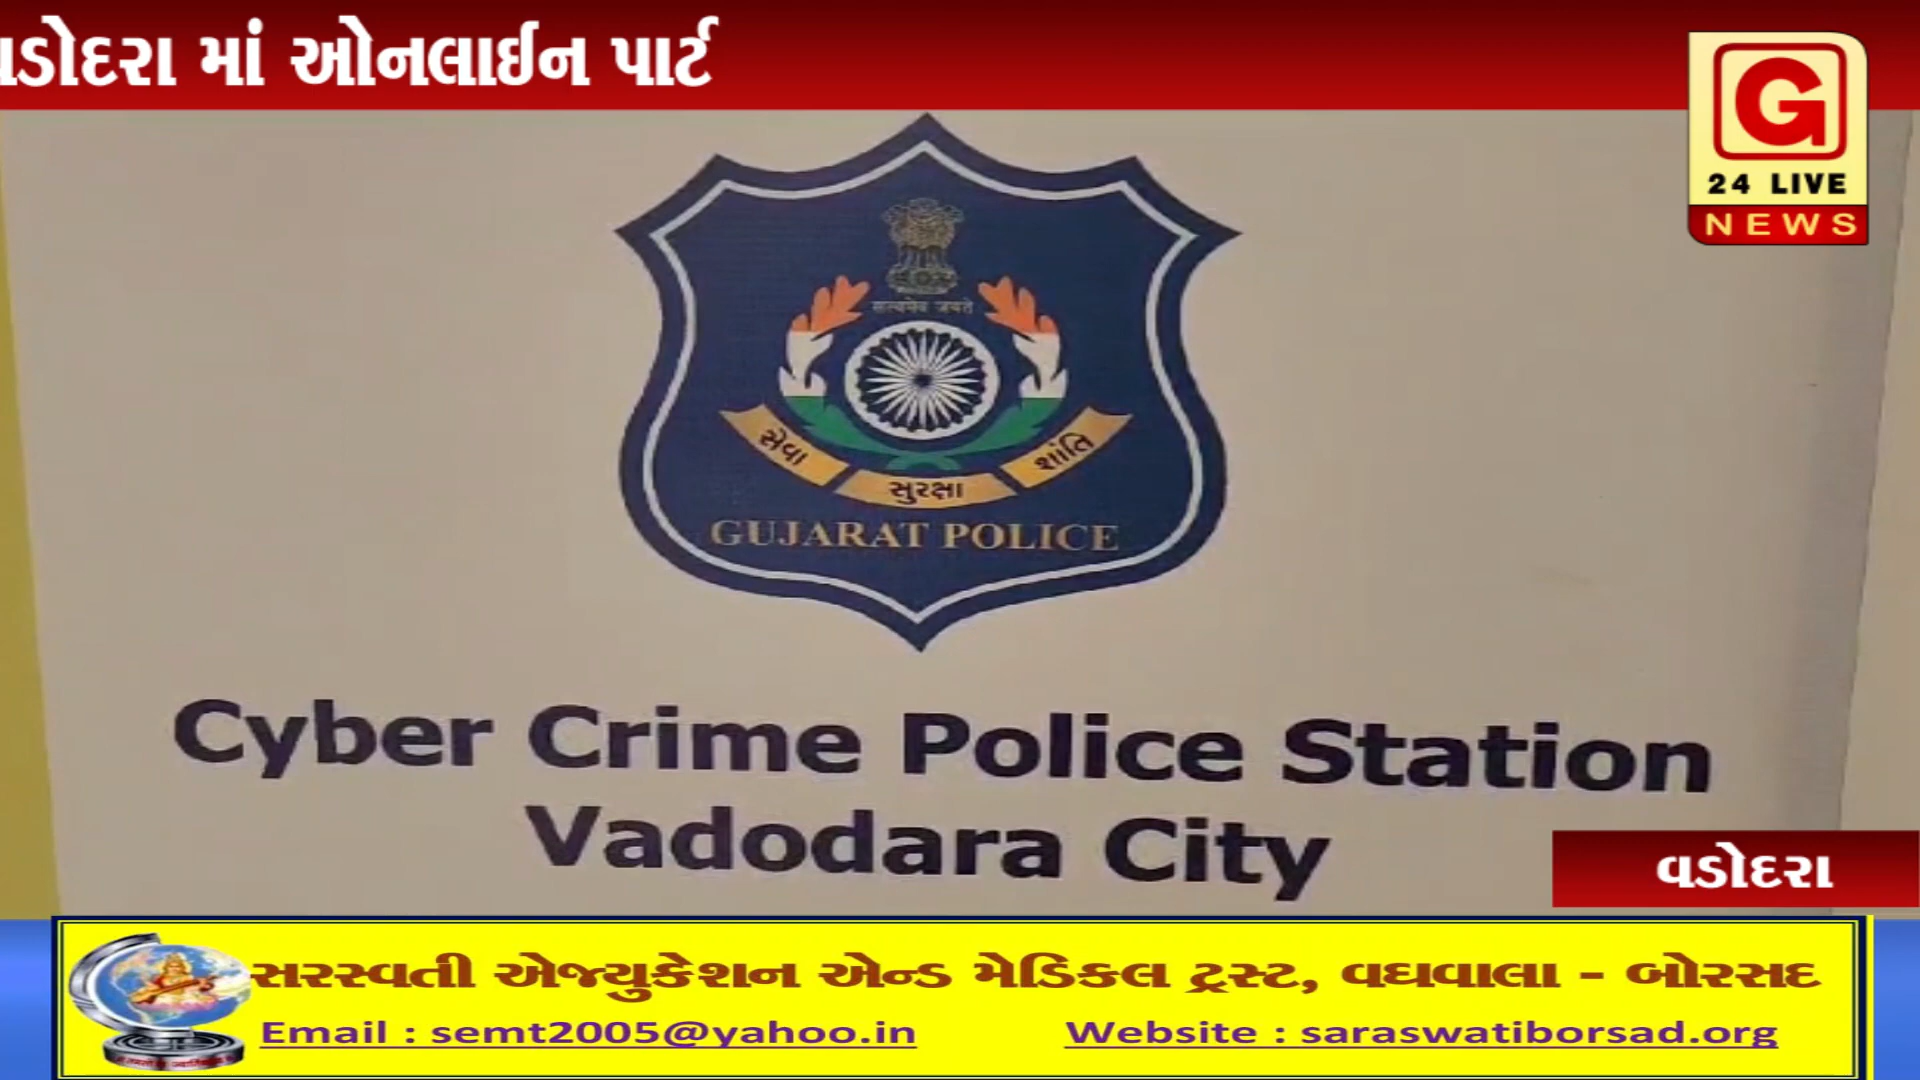 વડોદરા માં ઓનલાઈન પાર્ટ
G
24 LIVE
NEWS
सत्यमेव जयते
સેવા
સુરક્ષા
શાંતિ
GUJARAT POLICE
Cyber Crime Police Station
Vadodara City
વડોદરા
સરસ્વતી એજ્યુકેશન એન્ડ મેડિકલ ટ્રસ્ટ, વઘવાલા - બોરસદ
Email : semt2005@yahoo.in
Website : saraswatiborsad.org